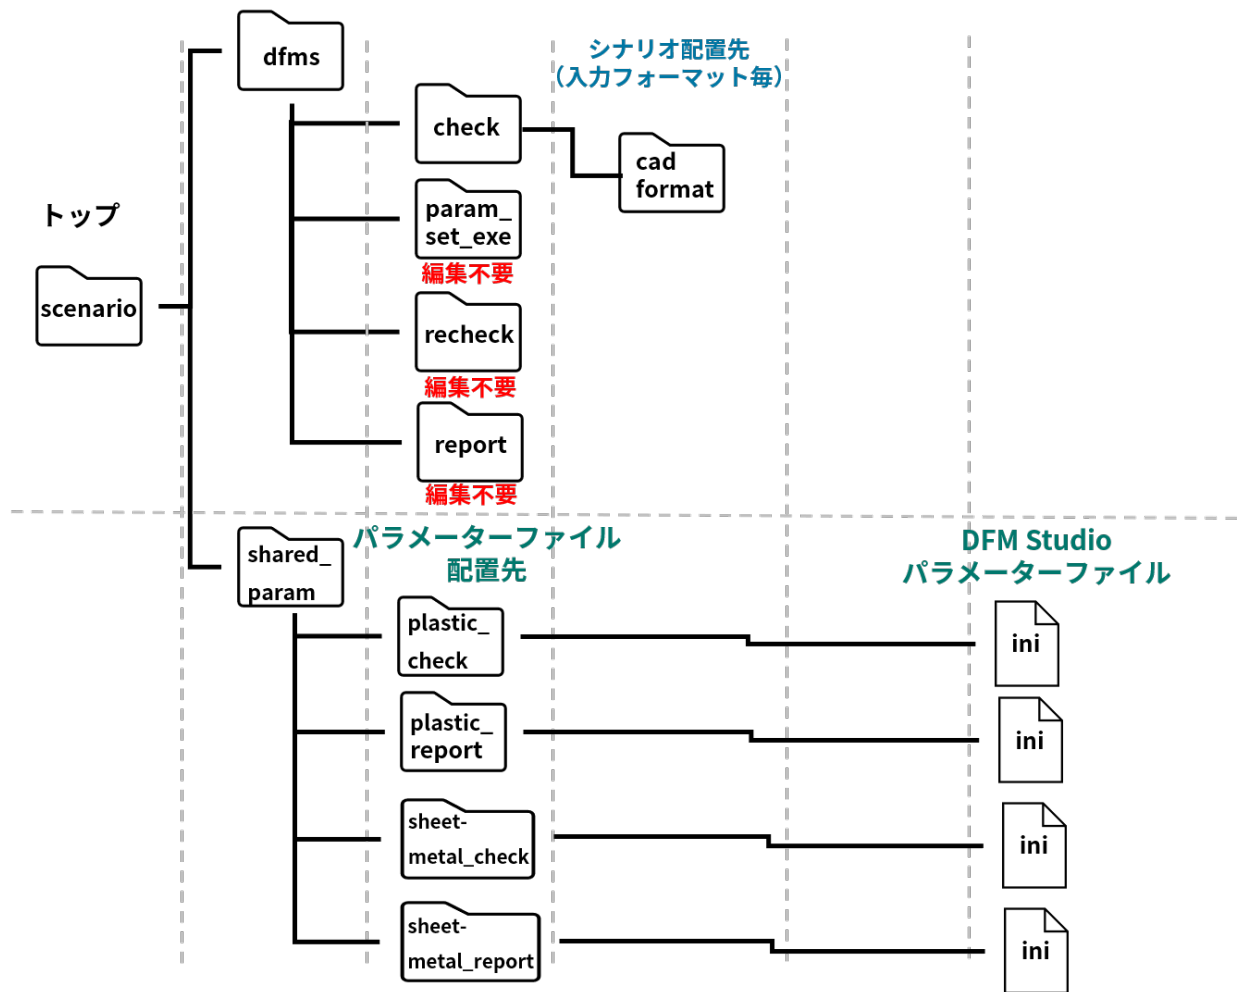 トップ
scenario
dfms
シナリオ配置先
（入力フォーマット毎）
check
cad
format
param_
set_exe
編集不要
recheck
編集不要
report
編集不要
shared_
param
パラメーターファイル
配置先
DFM Studio
パラメーターファイル
plastic_
check
ini
plastic_
report
ini
sheet-
metal_check
ini
sheet-
metal_report
ini